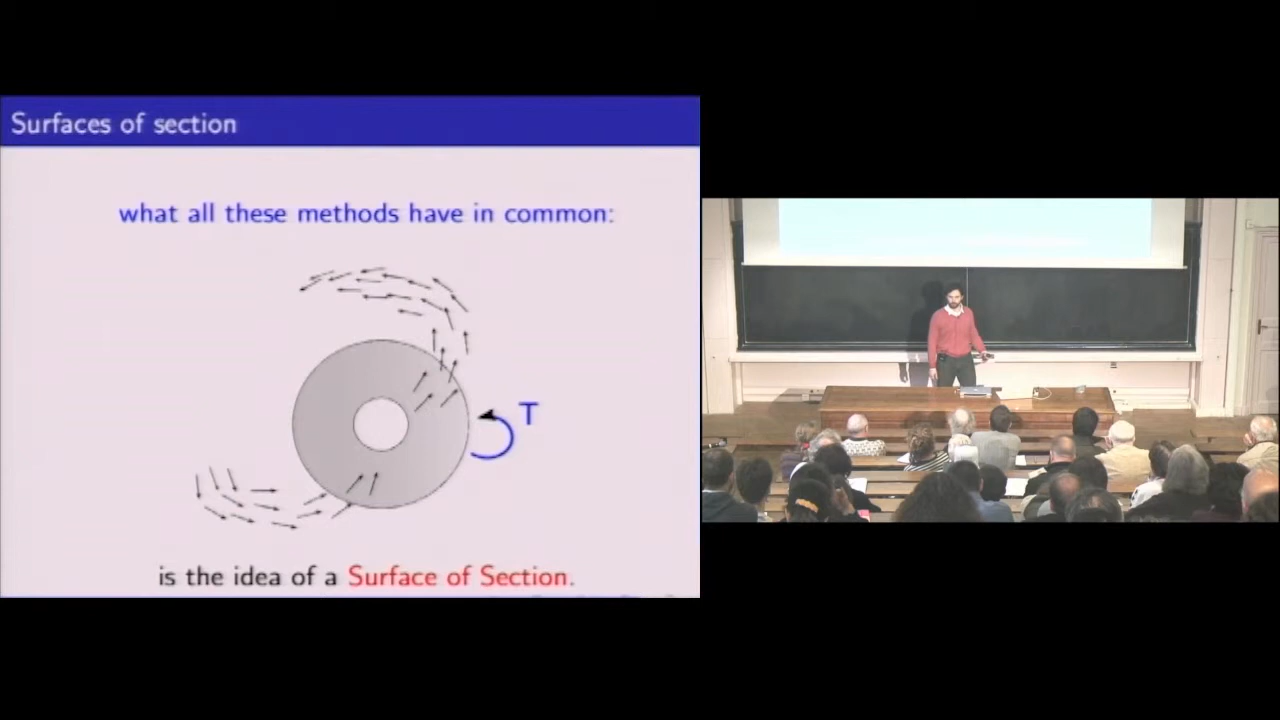 Surfaces of section
what all these methods have in common:
T
is the idea of a Surface of Section.